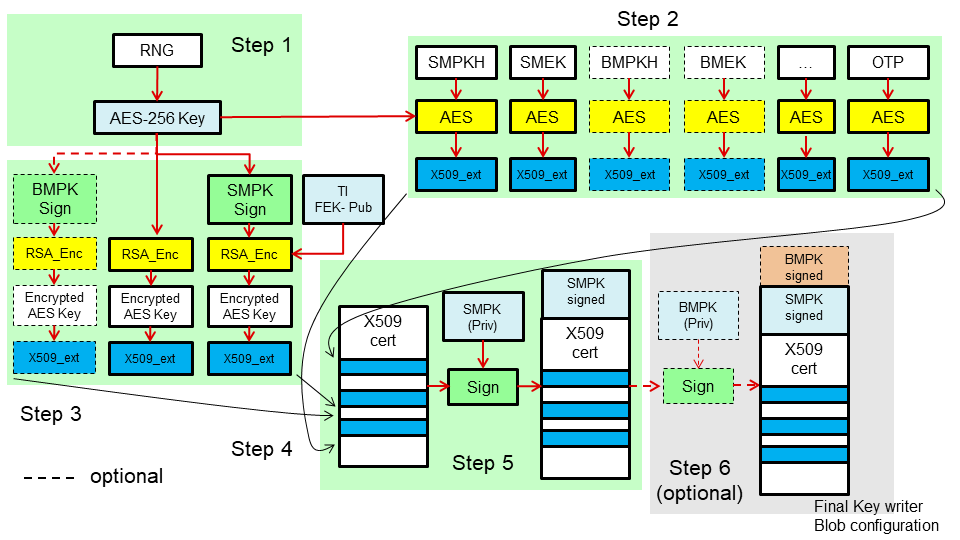 Step 1
RNG
AES-256 Key
Step 2
SMPKH
SMEK
BMPKH
BMEK
...
OTP
AES
AES
AES
AES
AES
AES
X509_ext
X509_ext
X509_ext
X509_ext
X509_ext
X509_ext
BMPK
Sign
SMPK
Sign
TI
FEK- Pub
RSA_Enc
RSA_Enc
RSA_Enc
Encrypted
AES Key
Encrypted
AES Key
Encrypted
AES Key
X509_ext
X509_ext
X509_ext
Step 3
Step 4
X509
cert
SMPK
(Priv)
Sign
SMPK
signed
X509
cert
Step 5
BMPK
(Priv)
Sign
BMPK
signed
SMPK
signed
X509
cert
Step 6
(optional)
optional
Final Key writer
Blob configuration